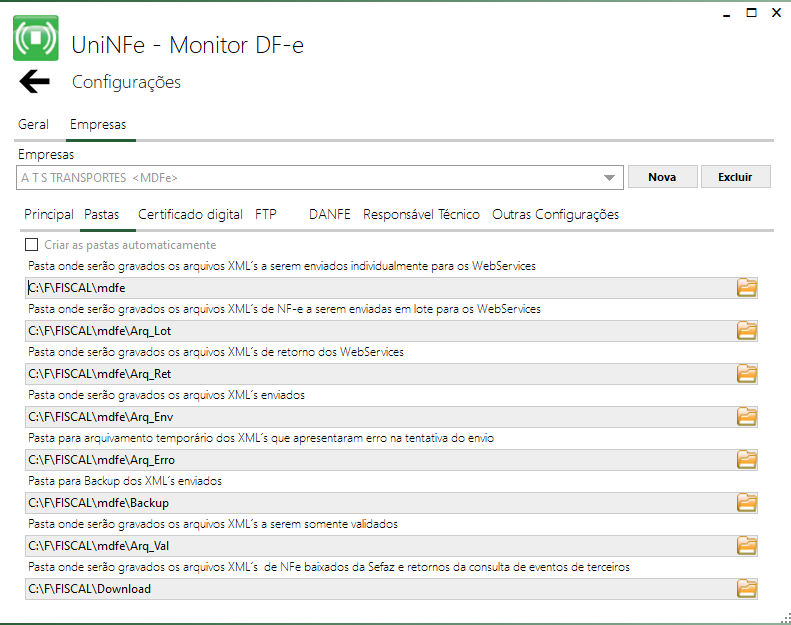 UniNFe - Monitor DF-e
Configurações
Geral Empresas
Empresas
A T S TRANSPORTES <MDFe>
Nova Excluir
Principal Pastas Certificado digital FTP DANFE Responsável Técnico Outras Configurações
Criar as pastas automaticamente
Pasta onde serão gravados os arquivos XML´s a serem enviados individualmente para os WebServices
C:\F\FISCAL\mdfe
Pasta onde serão gravados os arquivos XML´s de NF-e a serem enviadas em lote para os WebServices
C:\F\FISCAL\mdfe\Arq_Lot
Pasta onde serão gravados os arquivos XML´s de retorno dos WebServices
C:\F\FISCAL\mdfe\Arq_Ret
Pasta onde serão gravados os arquivos XML´s enviados
C:\F\FISCAL\mdfe\Arq_Env
Pasta para arquivamento temporário dos XML´s que apresentaram erro na tentativa do envio
C:\F\FISCAL\mdfe\Arq_Erro
Pasta para Backup dos XML´s enviados
C:\F\FISCAL\mdfe\Backup
Pasta onde serão gravados os arquivos XML´s a serem somente validados
C:\F\FISCAL\mdfe\Arq_Val
Pasta onde serão gravados os arquivos XML´s  de NFe baixados da Sefaz e retornos da consulta de eventos de terceiros
C:\F\FISCAL\Download